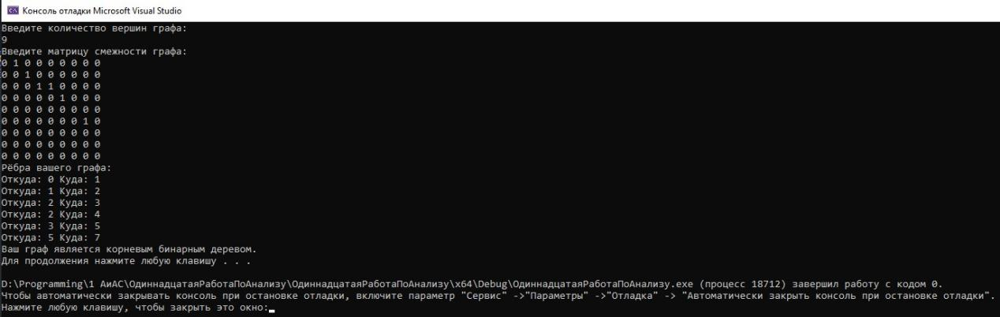 Консоль отладки Microsoft Visual Studio
Введите количество вершин графа:
9
Введите матрицу смежности графа:
0 1 0 0 0 0 0 0 0
0 0 1 0 0 0 0 0 0
0 0 0 1 1 0 0 0 0
0 0 0 0 0 1 0 0 0
0 0 0 0 0 0 0 0 0
0 0 0 0 0 0 0 1 0
0 0 0 0 0 0 0 0 0
0 0 0 0 0 0 0 0 0
0 0 0 0 0 0 0 0 0
Рёбра вашего графа:
Откуда: 0 Куда: 1
Откуда: 1 Куда: 2
Откуда: 2 Куда: 3
Откуда: 2 Куда: 4
Откуда: 3 Куда: 5
Откуда: 5 Куда: 7
Ваш граф является корневым бинарным деревом.
Для продолжения нажмите любую клавишу . . .
D:\Programming\1 АиАС\ОдиннадцатаяРаботаПоАнализу\ОдиннадцатаяРаботаПоАнализу\x64\Debug\ОдиннадцатаяРаботаПоАнализу.exe (процесс 18712) завершил работу с кодом 0.
Чтобы автоматически закрывать консоль при остановке отладки, включите параметр "Сервис" ->"Параметры" ->"Отладка" -> "Автоматически закрыть консоль при остановке отладки".
Нажмите любую клавишу, чтобы закрыть это окно: